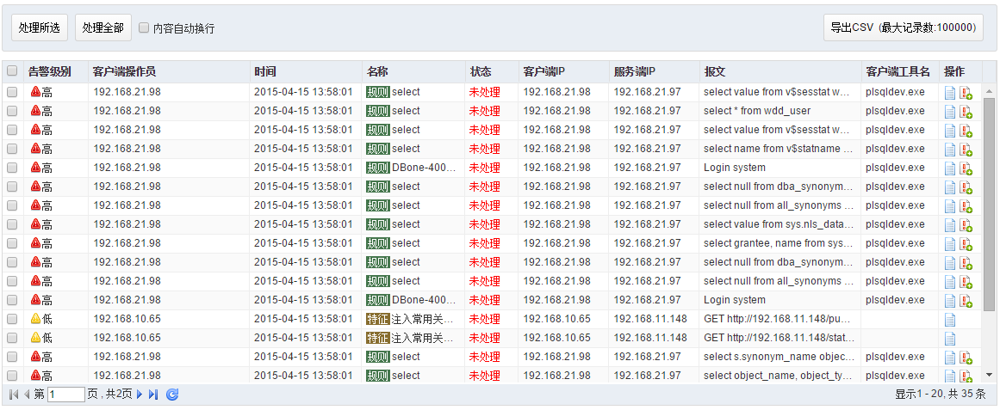 处理所选 处理全部 内容自动换行 导出CSV (最大记录数:100000)
告警级别 客户端操作员 时间 名称 状态 客户端IP 服务端IP 报文 客户端工具名 操作
高 192.168.21.98 2015-04-15 13:58:01 规则 select 未处理 192.168.21.98 192.168.21.97 select value from v$sesstat w... plsqldev.exe
高 192.168.21.98 2015-04-15 13:58:01 规则 select 未处理 192.168.21.98 192.168.21.97 select * from wdd_user plsqldev.exe
高 192.168.21.98 2015-04-15 13:58:01 规则 select 未处理 192.168.21.98 192.168.21.97 select value from v$sesstat w... plsqldev.exe
高 192.168.21.98 2015-04-15 13:58:01 规则 select 未处理 192.168.21.98 192.168.21.97 select name from v$statname ... plsqldev.exe
高 192.168.21.98 2015-04-15 13:58:01 规则 DBone-400... 未处理 192.168.21.98 192.168.21.97 Login system plsqldev.exe
高 192.168.21.98 2015-04-15 13:58:01 规则 select 未处理 192.168.21.98 192.168.21.97 select null from dba_synonym... plsqldev.exe
高 192.168.21.98 2015-04-15 13:58:01 规则 select 未处理 192.168.21.98 192.168.21.97 select null from all_synonyms ... plsqldev.exe
高 192.168.21.98 2015-04-15 13:58:01 规则 select 未处理 192.168.21.98 192.168.21.97 select value from sys.nls_data... plsqldev.exe
高 192.168.21.98 2015-04-15 13:58:01 规则 select 未处理 192.168.21.98 192.168.21.97 select grantee, name from sys... plsqldev.exe
高 192.168.21.98 2015-04-15 13:58:01 规则 select 未处理 192.168.21.98 192.168.21.97 select null from dba_synonym... plsqldev.exe
高 192.168.21.98 2015-04-15 13:58:01 规则 select 未处理 192.168.21.98 192.168.21.97 select null from all_synonyms ... plsqldev.exe
高 192.168.21.98 2015-04-15 13:58:01 规则 DBone-400... 未处理 192.168.21.98 192.168.21.97 Login system plsqldev.exe
低 192.168.10.65 2015-04-15 13:58:01 特征 注入常用关... 未处理 192.168.10.65 192.168.11.148 GET http://192.168.11.148/pu...
低 192.168.10.65 2015-04-15 13:58:01 特征 注入常用关... 未处理 192.168.10.65 192.168.11.148 GET http://192.168.11.148/stat...
高 192.168.21.98 2015-04-15 13:58:01 规则 select 未处理 192.168.21.98 192.168.21.97 select s.synonym_name objec... plsqldev.exe
高 192.168.21.98 2015-04-15 13:58:01 规则 select 未处理 192.168.21.98 192.168.21.97 select object_name, object_ty... plsqldev.exe
第 1 页 , 共2页 显示1 - 20, 共 35 条